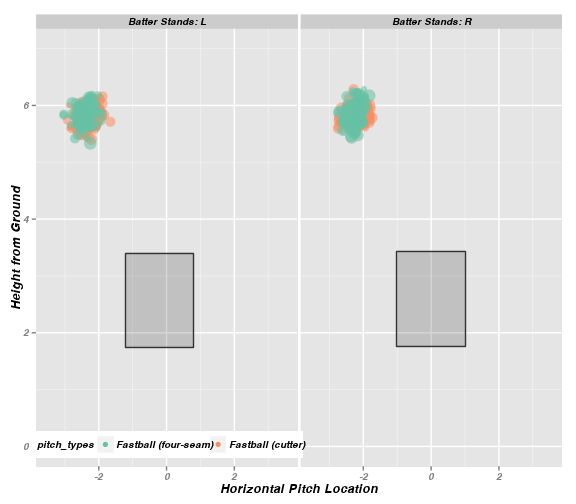 Batter Stands: L
Batter Stands: R
Height from Ground
6
4
2
0
pitch_types Fastball (four-seam) Fastball (cutter)
-2 0 2 -2 0 2
Horizontal Pitch Location